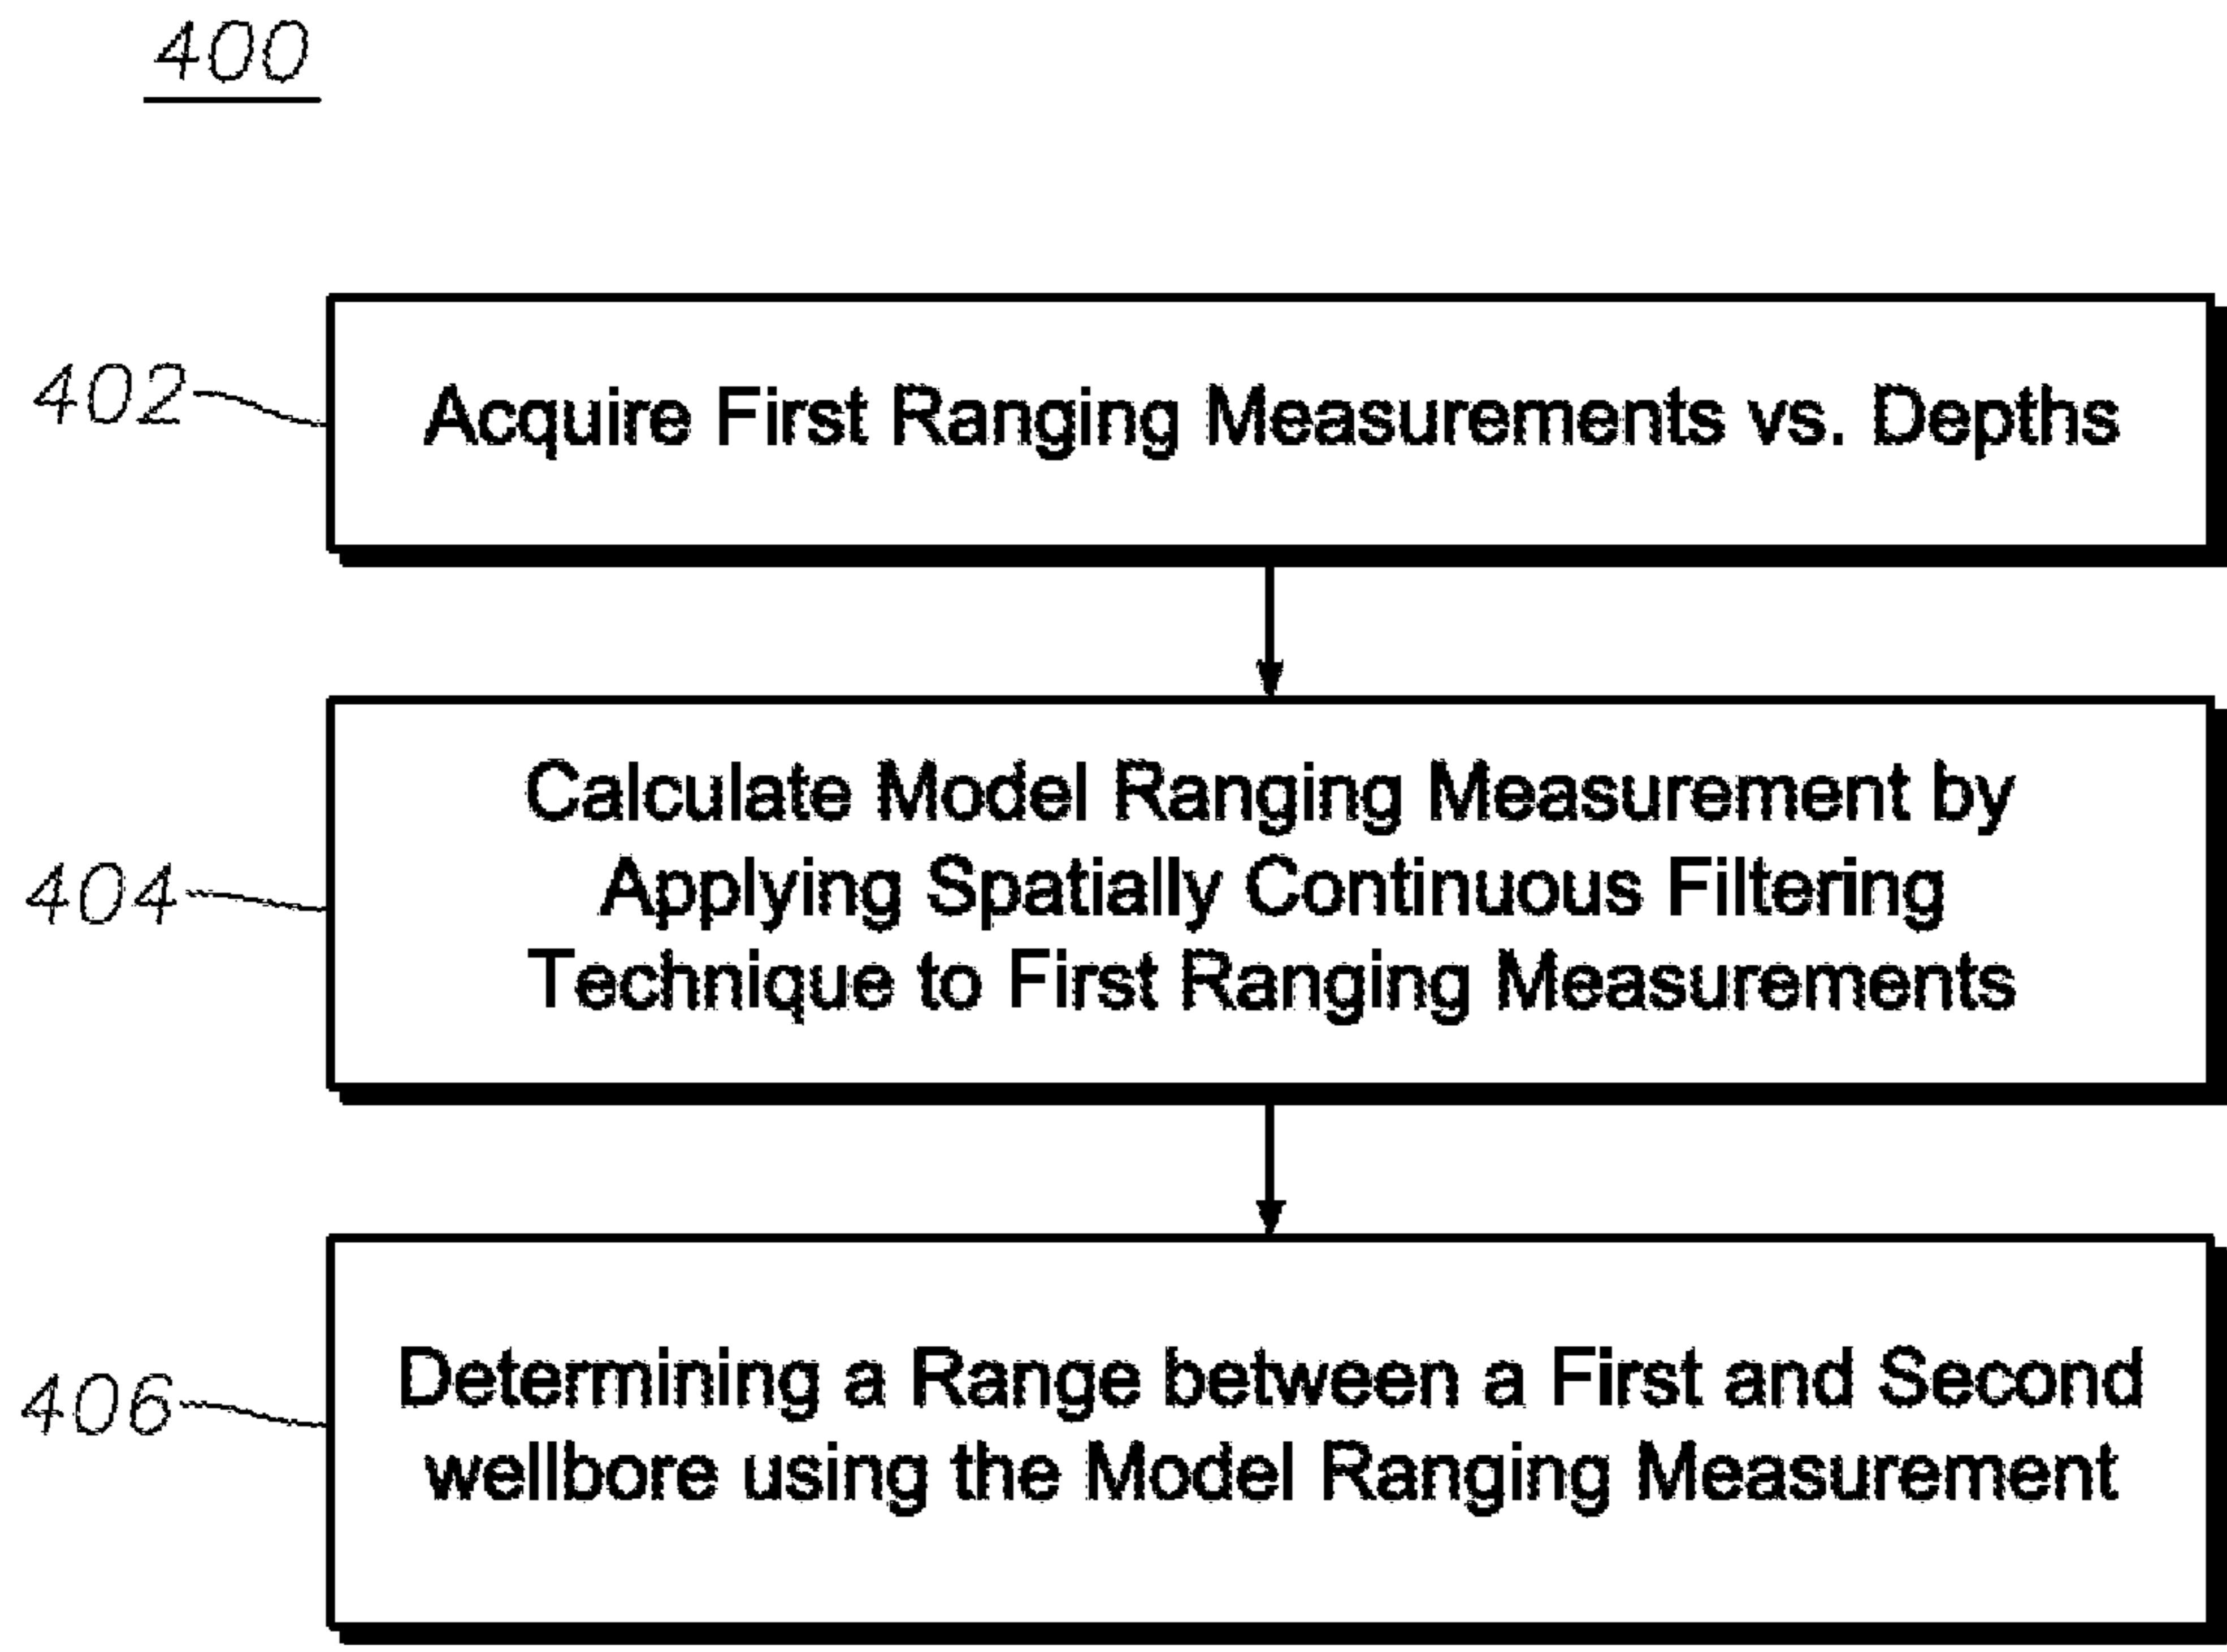 400
402
Acquire First Ranging Measurements vs. Depths
404
Calculate Model Ranging Measurement by
Applying Spatially Continuous Filtering
Technique to First Ranging Measurements
406
Determining a Range between a First and Second
wellbore using the Model Ranging Measurement